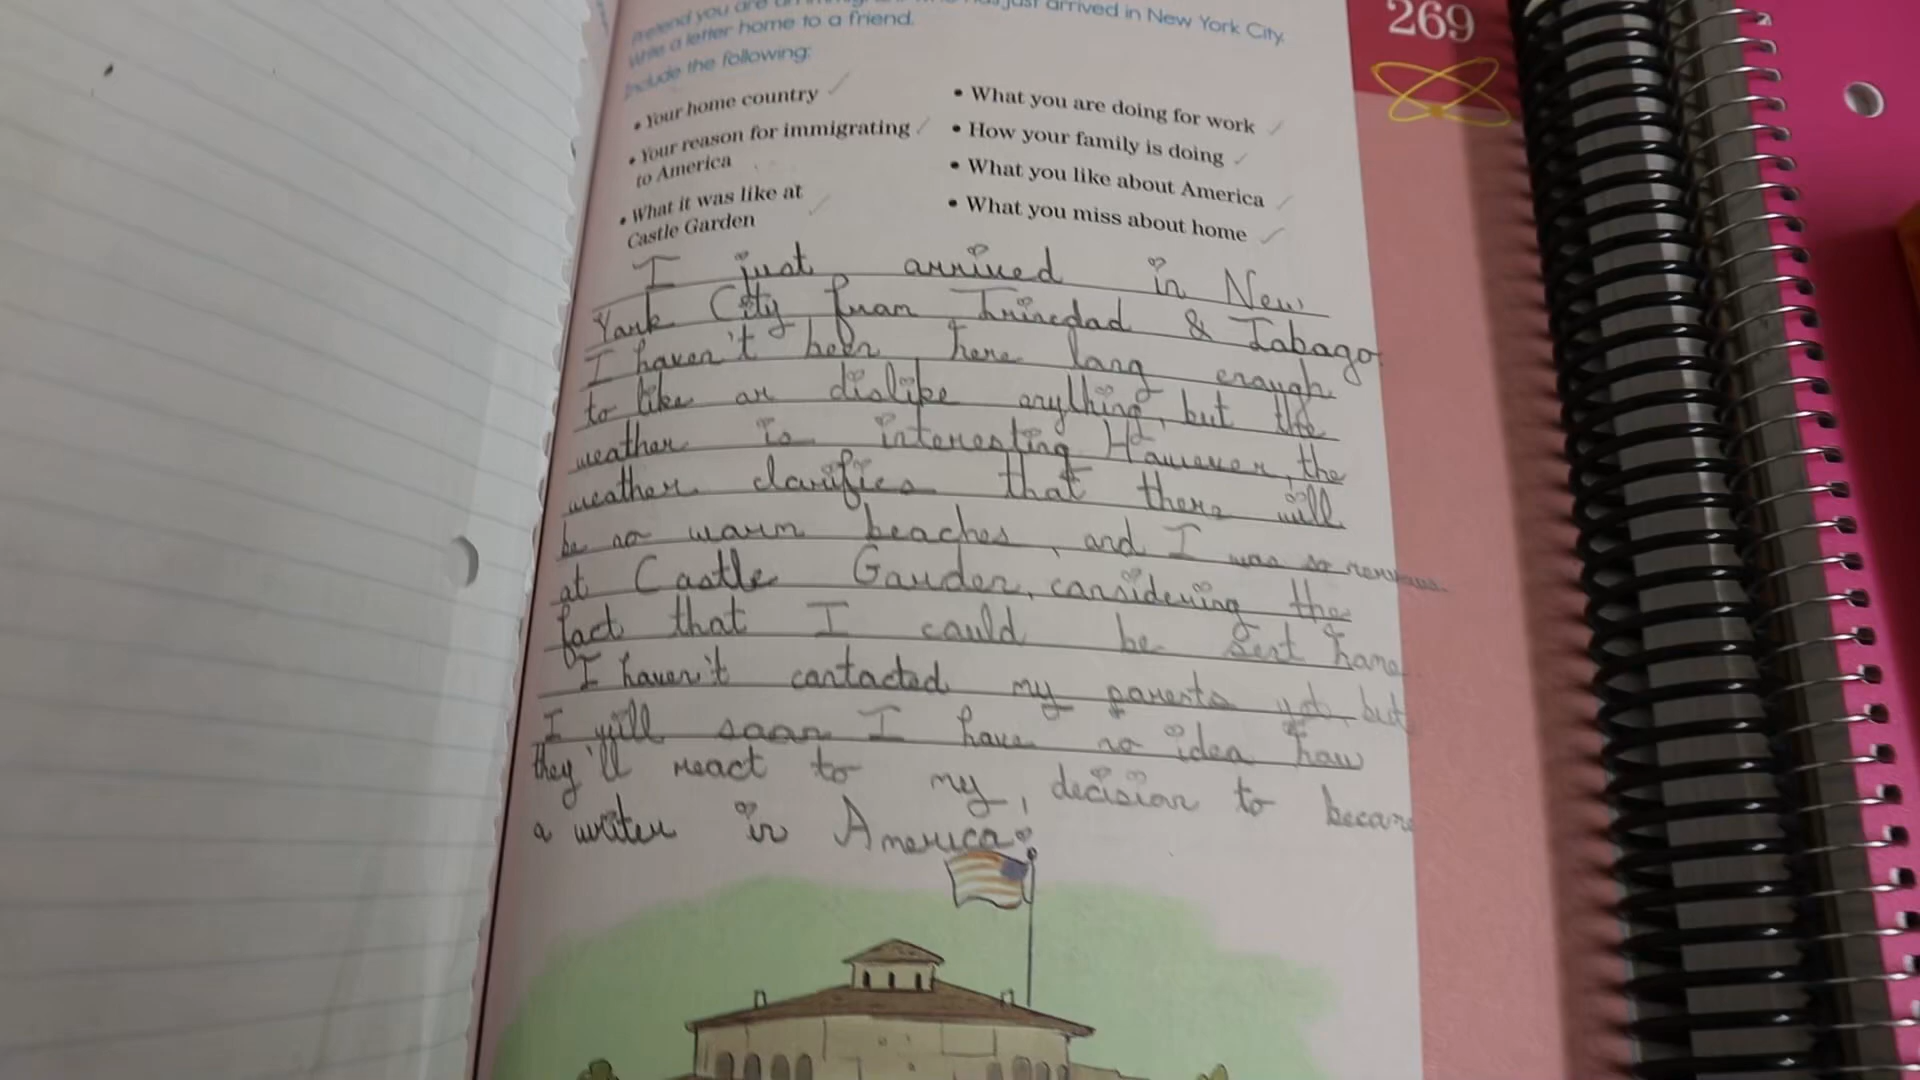 Pretend you are an immigrant who has just arrived in New York City.
Write a letter home to a friend.
Include the following:
• Your home country ✓
• Your reason for immigrating ✓
to America
• What it was like at ✓
Castle Garden
• What you are doing for work ✓
• How your family is doing ✓
• What you like about America ✓
• What you miss about home ✓
269
I just arrived in New
York City from Trinedad & Tobago.
I haven't been here long enough
to like or dislike anything, but the
weather is interesting However, the
weather clarifies that there will
be no warm beaches, and I was so nervous
at Castle Garden, considering the
fact that I could be sent home
I haven't contacted my parents yet but
I will soon I have no idea how
they'll react to my, decision to become
a writer in America.